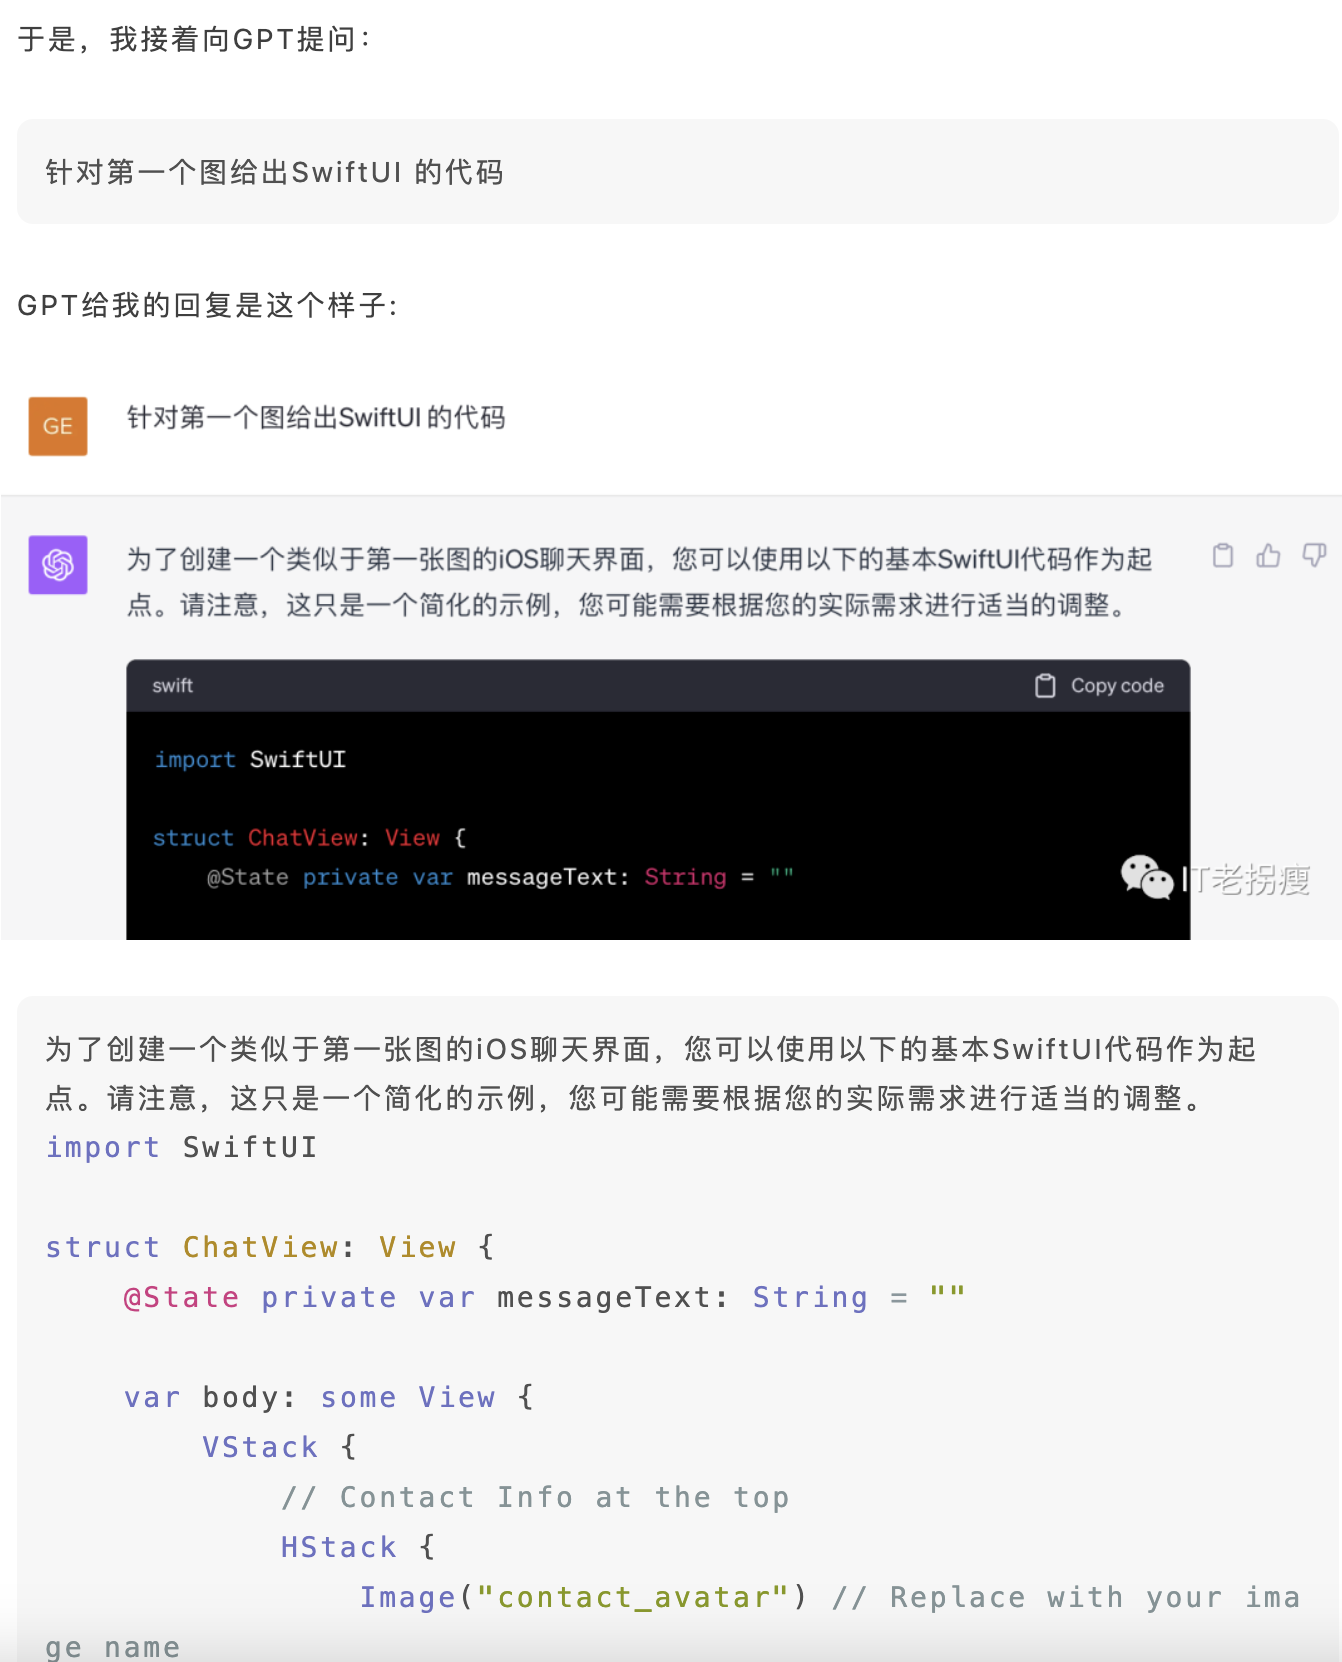 于是，我接着向GPT提问：
针对第一个图给出SwiftUI 的代码
GPT给我的回复是这个样子:
GE
针对第一个图给出SwiftUI 的代码
为了创建一个类似于第一张图的iOS聊天界面，您可以使用以下的基本SwiftUI代码作为起
点。请注意，这只是一个简化的示例，您可能需要根据您的实际需求进行适当的调整。
swift
Copy code
import SwiftUI
struct ChatView: View {
@State private var messageText: String = ""
IT老拐瘦
为了创建一个类似于第一张图的iOS聊天界面，您可以使用以下的基本SwiftUI代码作为起
点。请注意，这只是一个简化的示例，您可能需要根据您的实际需求进行适当的调整。
import SwiftUI
struct ChatView: View {
@State private var messageText: String = ""
var body: some View {
VStack {
// Contact Info at the top
HStack {
Image("contact_avatar") // Replace with your ima
ge name